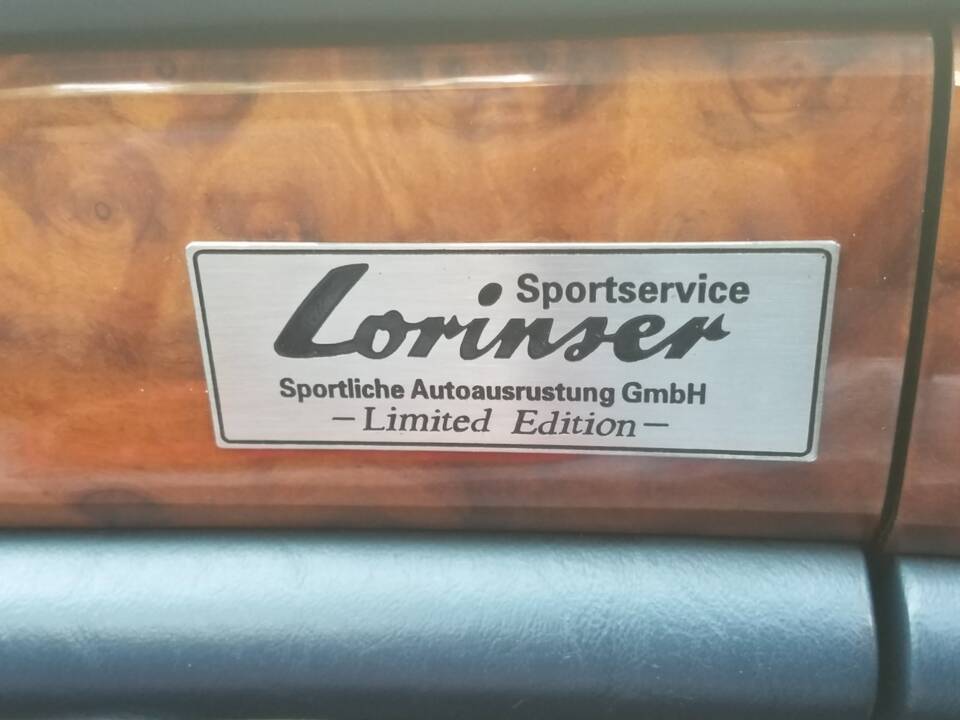 Sportservice
Lorinser
Sportliche Autoausrustung GmbH
-Limited Edition-